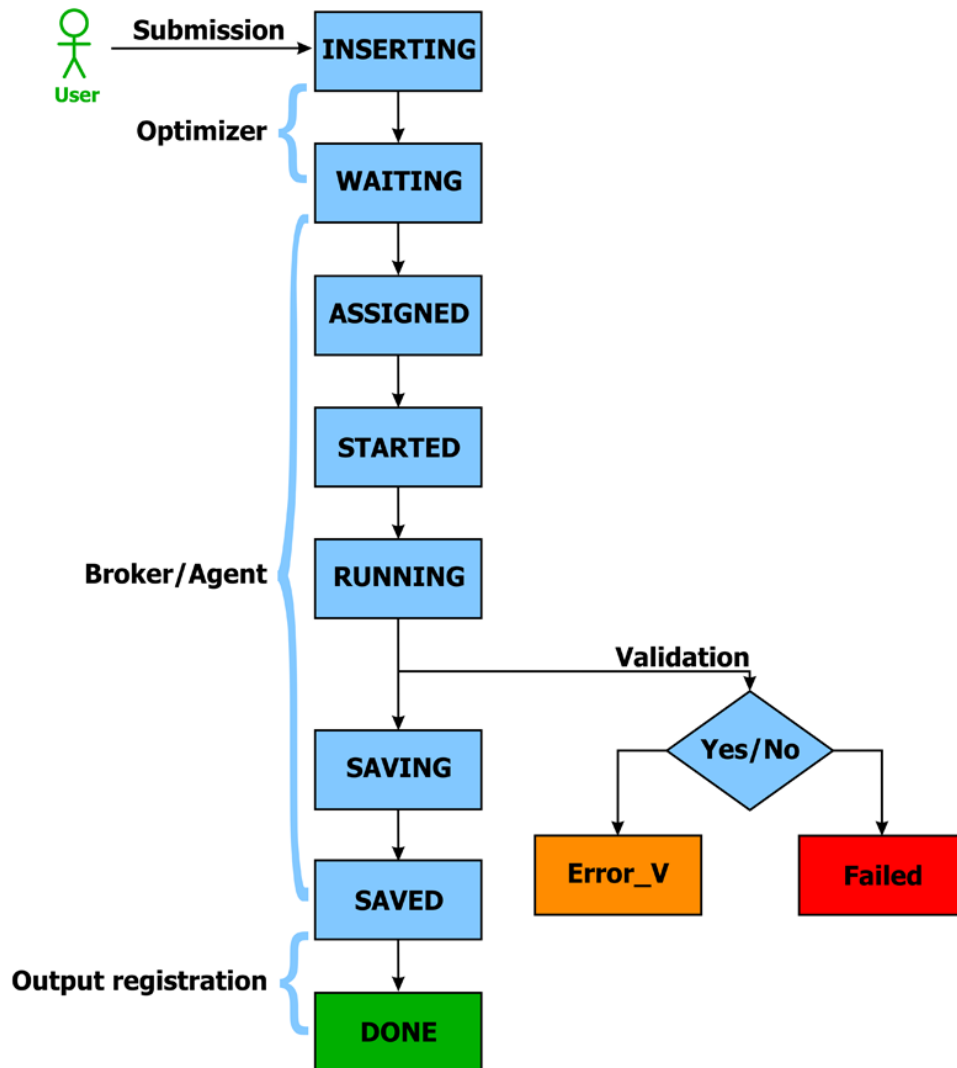 Submission
INSERTING
User
Optimizer
WAITING
ASSIGNED
STARTED
Broker/Agent
RUNNING
Validation
Yes/No
SAVING
Error_V
Failed
SAVED
Output registration
DONE